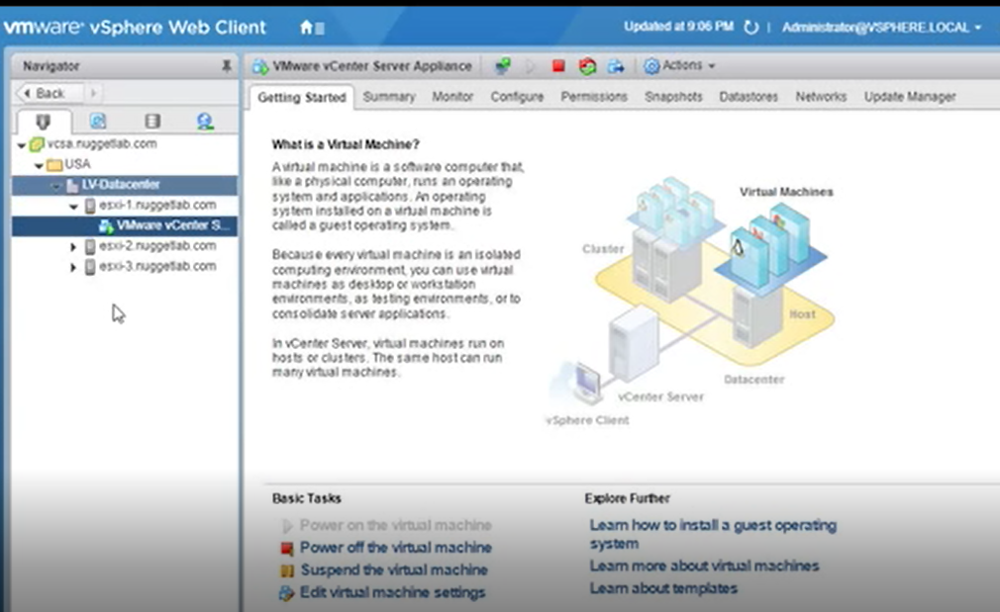 vmware vSphere Web Client
Updated at 9:06 PM | Administrator@VSPHERE.LOCAL
Navigator
VMware vCenter Server Appliance
Actions
Back
Getting Started Summary Monitor Configure Permissions Snapshots Datastores Networks Update Manager
vcsa.nuggetlab.com
USA
LV-Datacenter
esxi-1.nuggetlab.com
VMware vCenter S...
esxi-2.nuggetlab.com
esxi-3.nuggetlab.com
What is a Virtual Machine?
A virtual machine is a software computer that,
like a physical computer, runs an operating
system and applications. An operating
system installed on a virtual machine is
called a guest operating system.
Because every virtual machine is an isolated
computing environment, you can use virtual
machines as desktop or workstation
environments, as testing environments, or to
consolidate server applications.
In vCenter Server, virtual machines run on
hosts or clusters. The same host can run
many virtual machines.
Virtual Machines
Cluster
Host
Datacenter
vCenter Server
vSphere Client
Basic Tasks
Power on the virtual machine
Power off the virtual machine
Suspend the virtual machine
Edit virtual machine settings
Explore Further
Learn how to install a guest operating
system
Learn more about virtual machines
Learn about templates